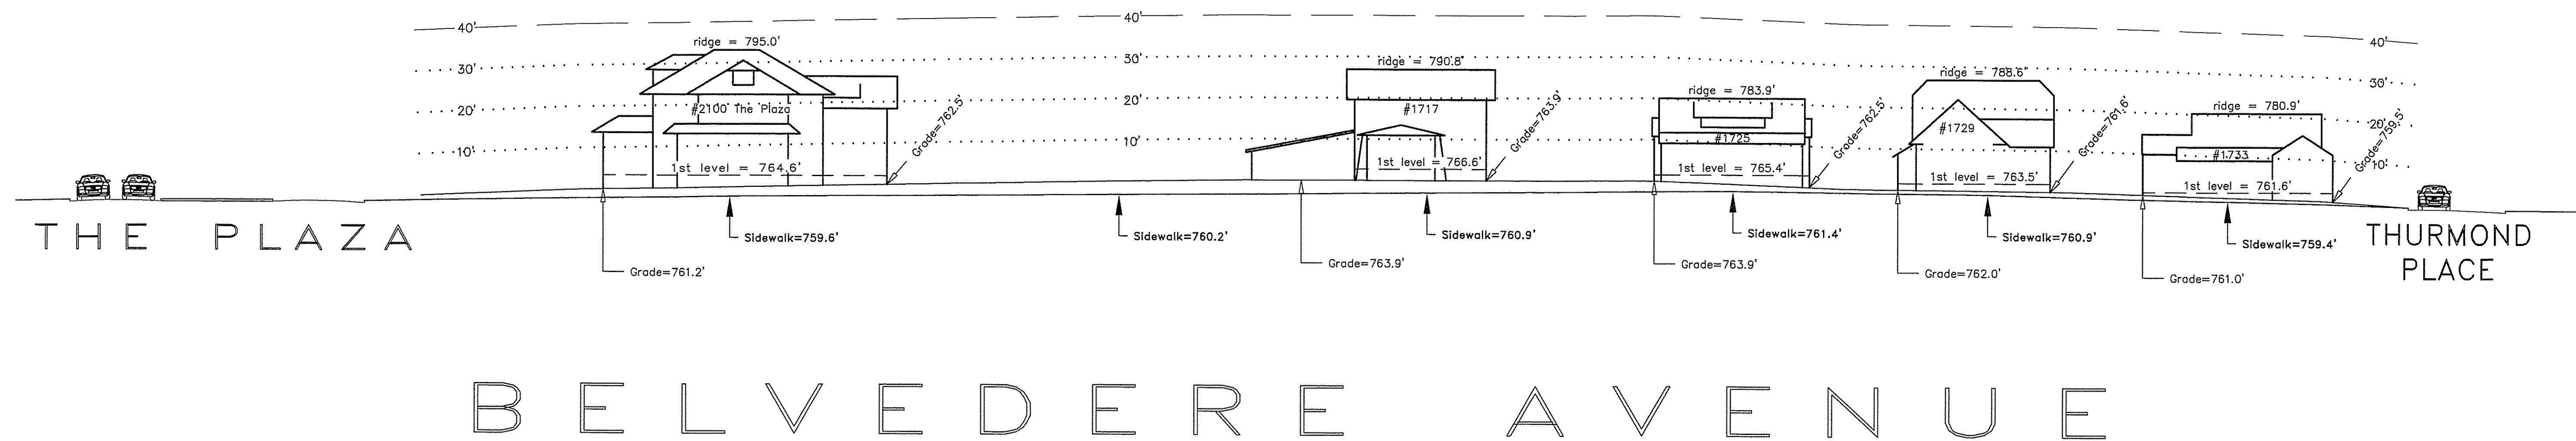 40'
40'
40'
30'
30'
30'
20'
20'
20'
10'
10'
10'
ridge = 795.0'
#2100 The Plaza
1st level = 764.6'
Grade=762.5'
ridge = 790.8'
#1717
1st level = 766.6'
Grade=763.9'
ridge = 783.9'
#1725
1st level = 765.4'
Grade=762.5'
ridge = 788.6'
#1729
1st level = 763.5'
Grade=761.6'
ridge = 780.9'
#1733
1st level = 761.6'
Grade=759.5'
THE PLAZA
Sidewalk=759.6'
Sidewalk=760.2'
Sidewalk=760.9'
Sidewalk=761.4'
Sidewalk=760.9'
Sidewalk=759.4'
THURMOND
PLACE
Grade=761.2'
Grade=763.9'
Grade=763.9'
Grade=762.0'
Grade=761.0'
BELVEDERE AVENUE